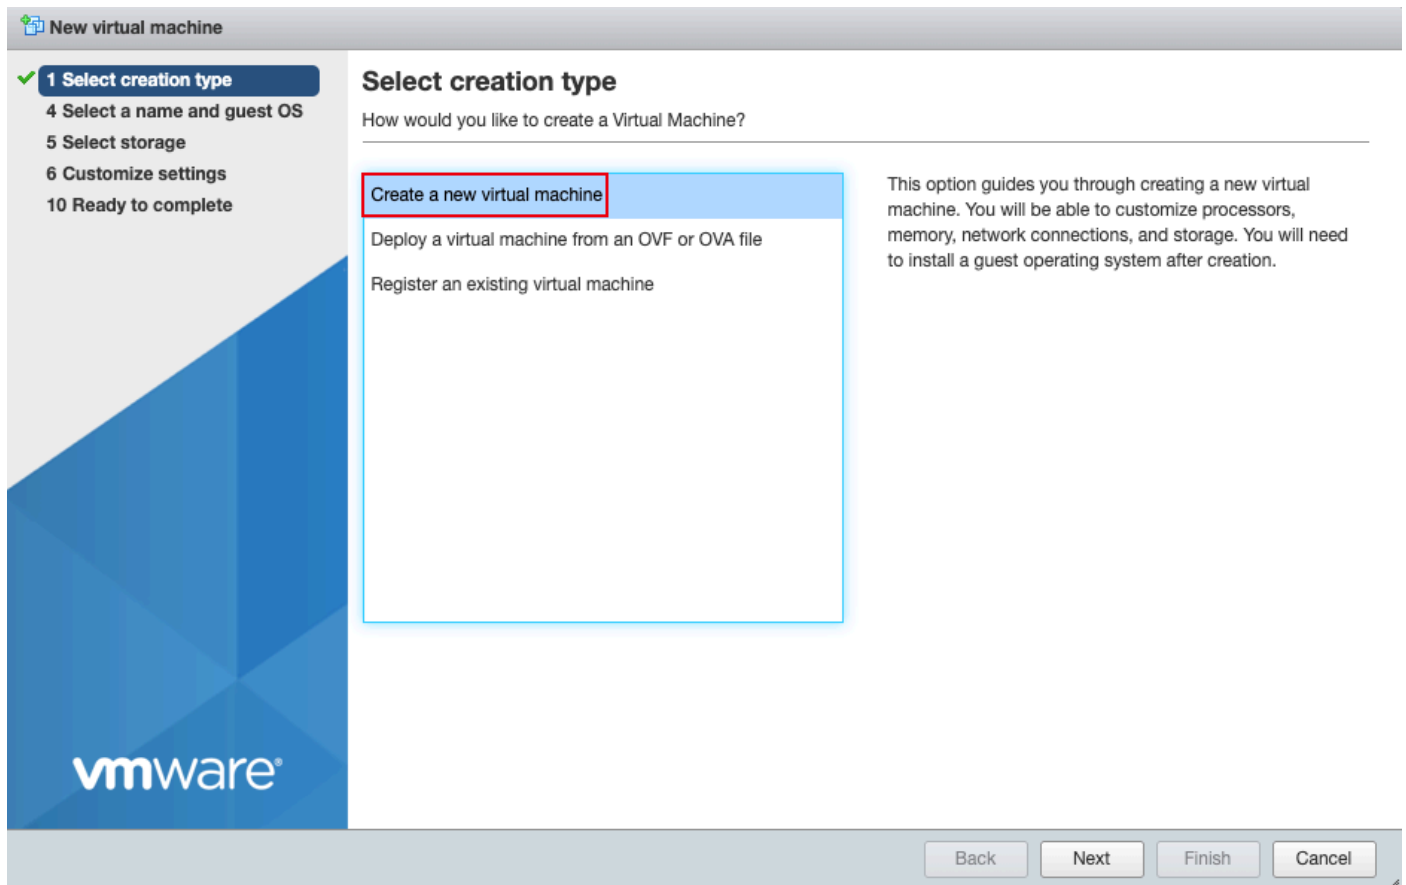 New virtual machine
1 Select creation type
4 Select a name and guest OS
5 Select storage
6 Customize settings
10 Ready to complete
Select creation type
How would you like to create a Virtual Machine?
Create a new virtual machine
Deploy a virtual machine from an OVF or OVA file
Register an existing virtual machine
This option guides you through creating a new virtual
machine. You will be able to customize processors,
memory, network connections, and storage. You will need
to install a guest operating system after creation.
vmware®
Back
Next
Finish
Cancel